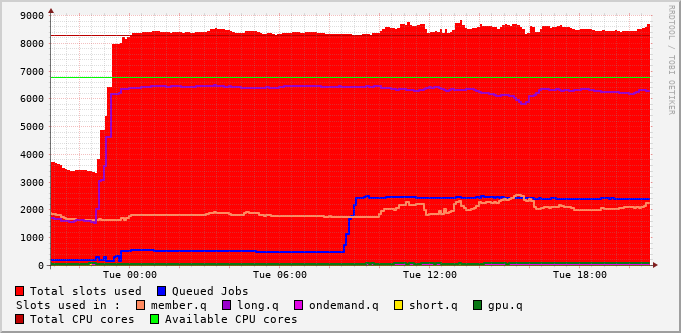 9000
8000
7000
6000
5000
4000
3000
2000
1000
0
Tue 00:00 Tue 06:00 Tue 12:00 Tue 18:00
RRDTOOL / TOBI OETIKER
Total slots used Queued Jobs
Slots used in : member.q long.q ondemand.q short.q gpu.q
Total CPU cores Available CPU cores